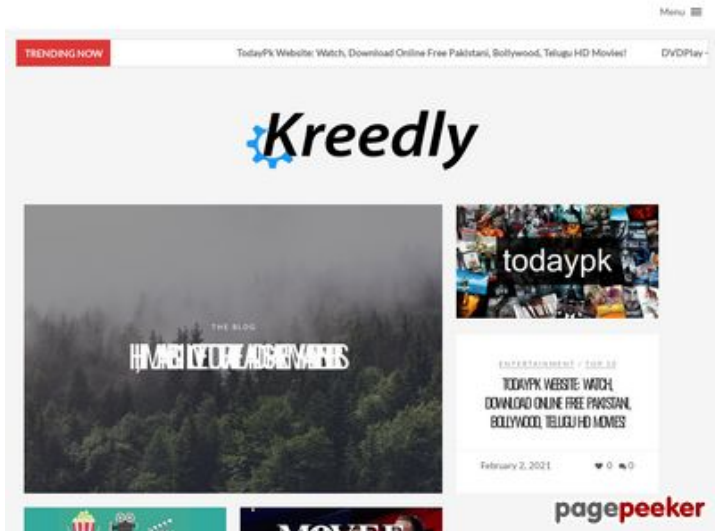 Menu
TRENDING NOW
TodayPk Website: Watch, Download Online Free Pakistani, Bollywood, Telugu HD Movies!
DVDPlay -
Kreedly
todaypk
THE BLOG
ENTERTAINMENT / TOP 10
TODAYPK WEBSITE: WATCH,
DOWNLOAD ONLINE FREE PAKISTANI,
BOLLYWOOD, TELUGU HD MOVIES!
February 2, 2021
0
0
pagepeeker